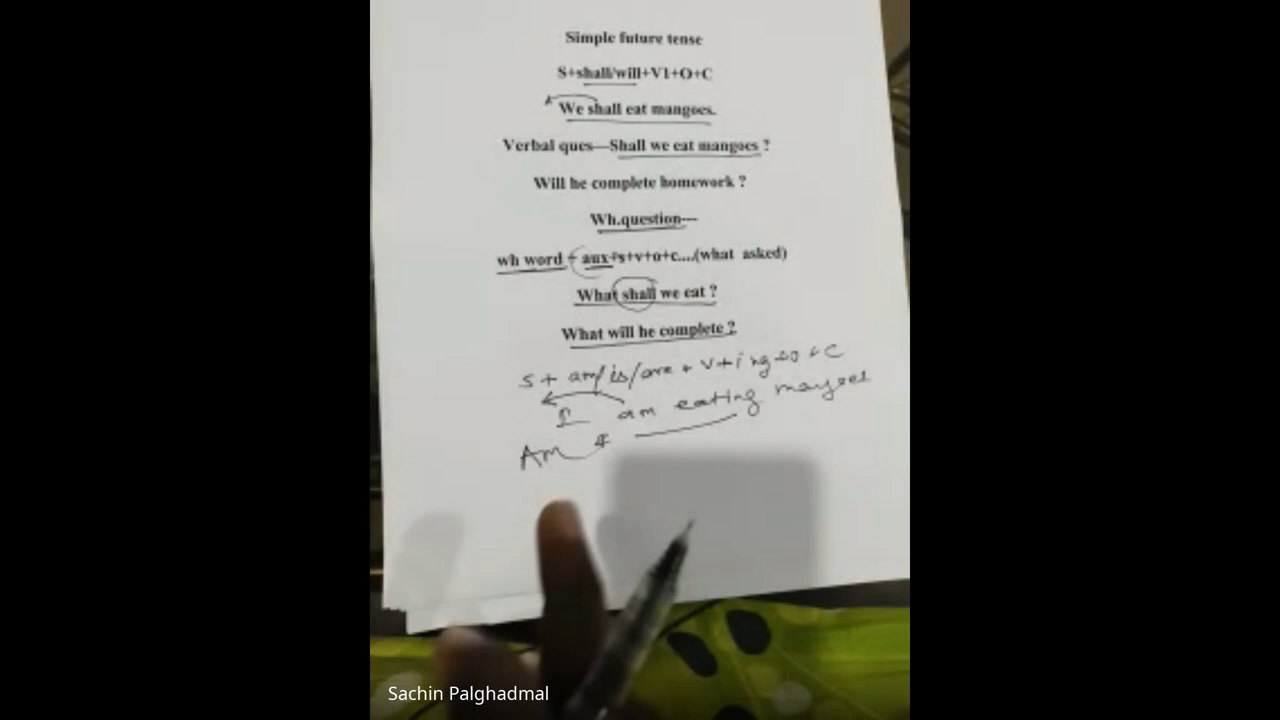 Simple future tense
S+shall/will+V1+O+C
We shall eat mangoes.
Verbal ques—Shall we eat mangoes ?
Will he complete homework ?
Wh.question---
wh word + aux+s+v+o+c....(what asked)
What shall we eat ?
What will he complete ?
s + am/is/are + v+ing+o + c
I am eating mangoes
Am
Sachin Palghadmal